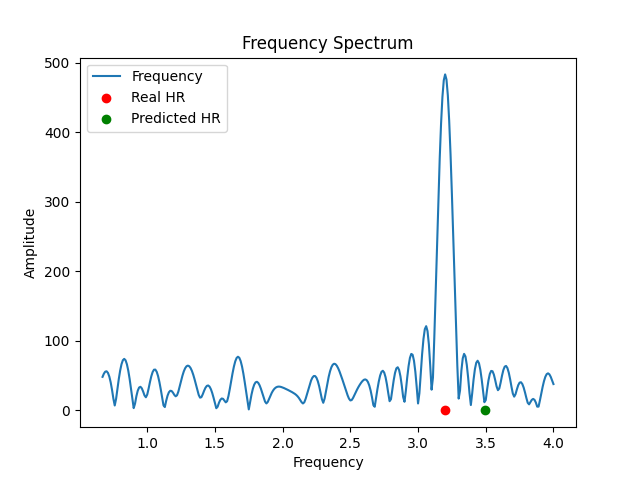 Frequency Spectrum
500
400
300
200
100
0
Amplitude
Frequency
Real HR
Predicted HR
1.0 1.5 2.0 2.5 3.0 3.5 4.0
Frequency